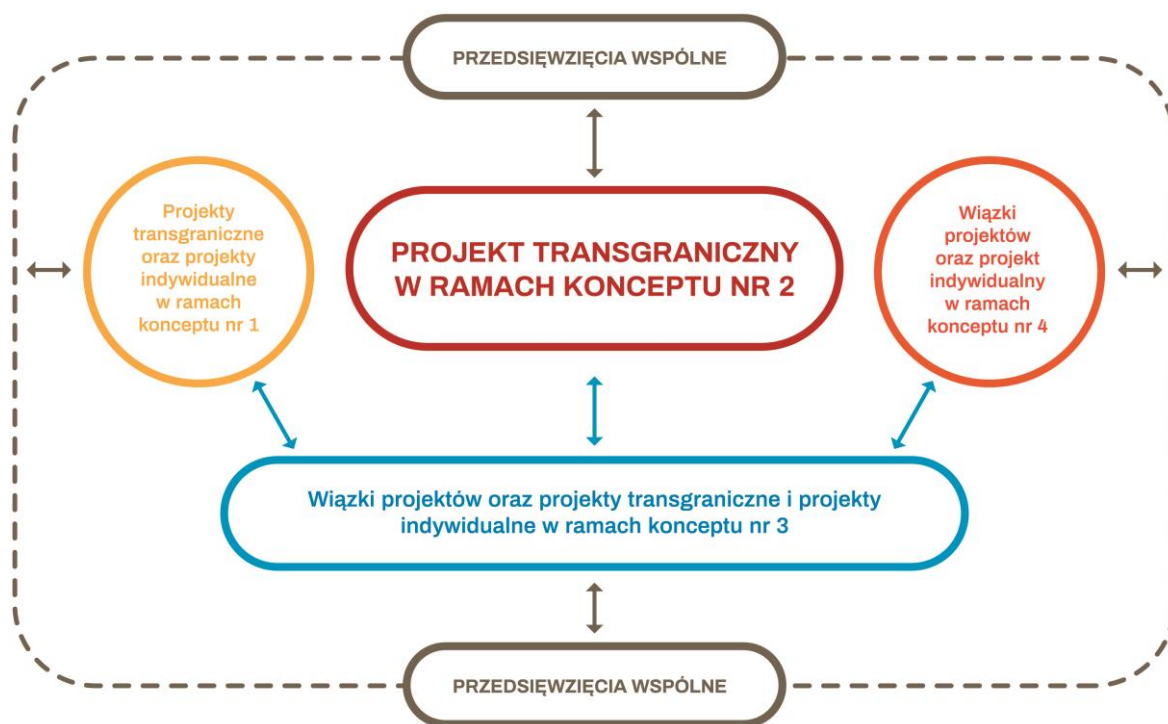 PRZEDSIĘWZIĘCIA WSPÓLNE
Projekty
transgraniczne
oraz projekty
indywidualne
w ramach
konceptu nr 1
PROJEKT TRANSGRANICZNY
W RAMACH KONCEPTU NR 2
Wiązki
projektów
oraz projekt
indywidualny
w ramach
konceptu nr 4
Wiązki projektów oraz projekty transgraniczne i projekty
indywidualne w ramach konceptu nr 3
PRZEDSIĘWZIĘCIA WSPÓLNE